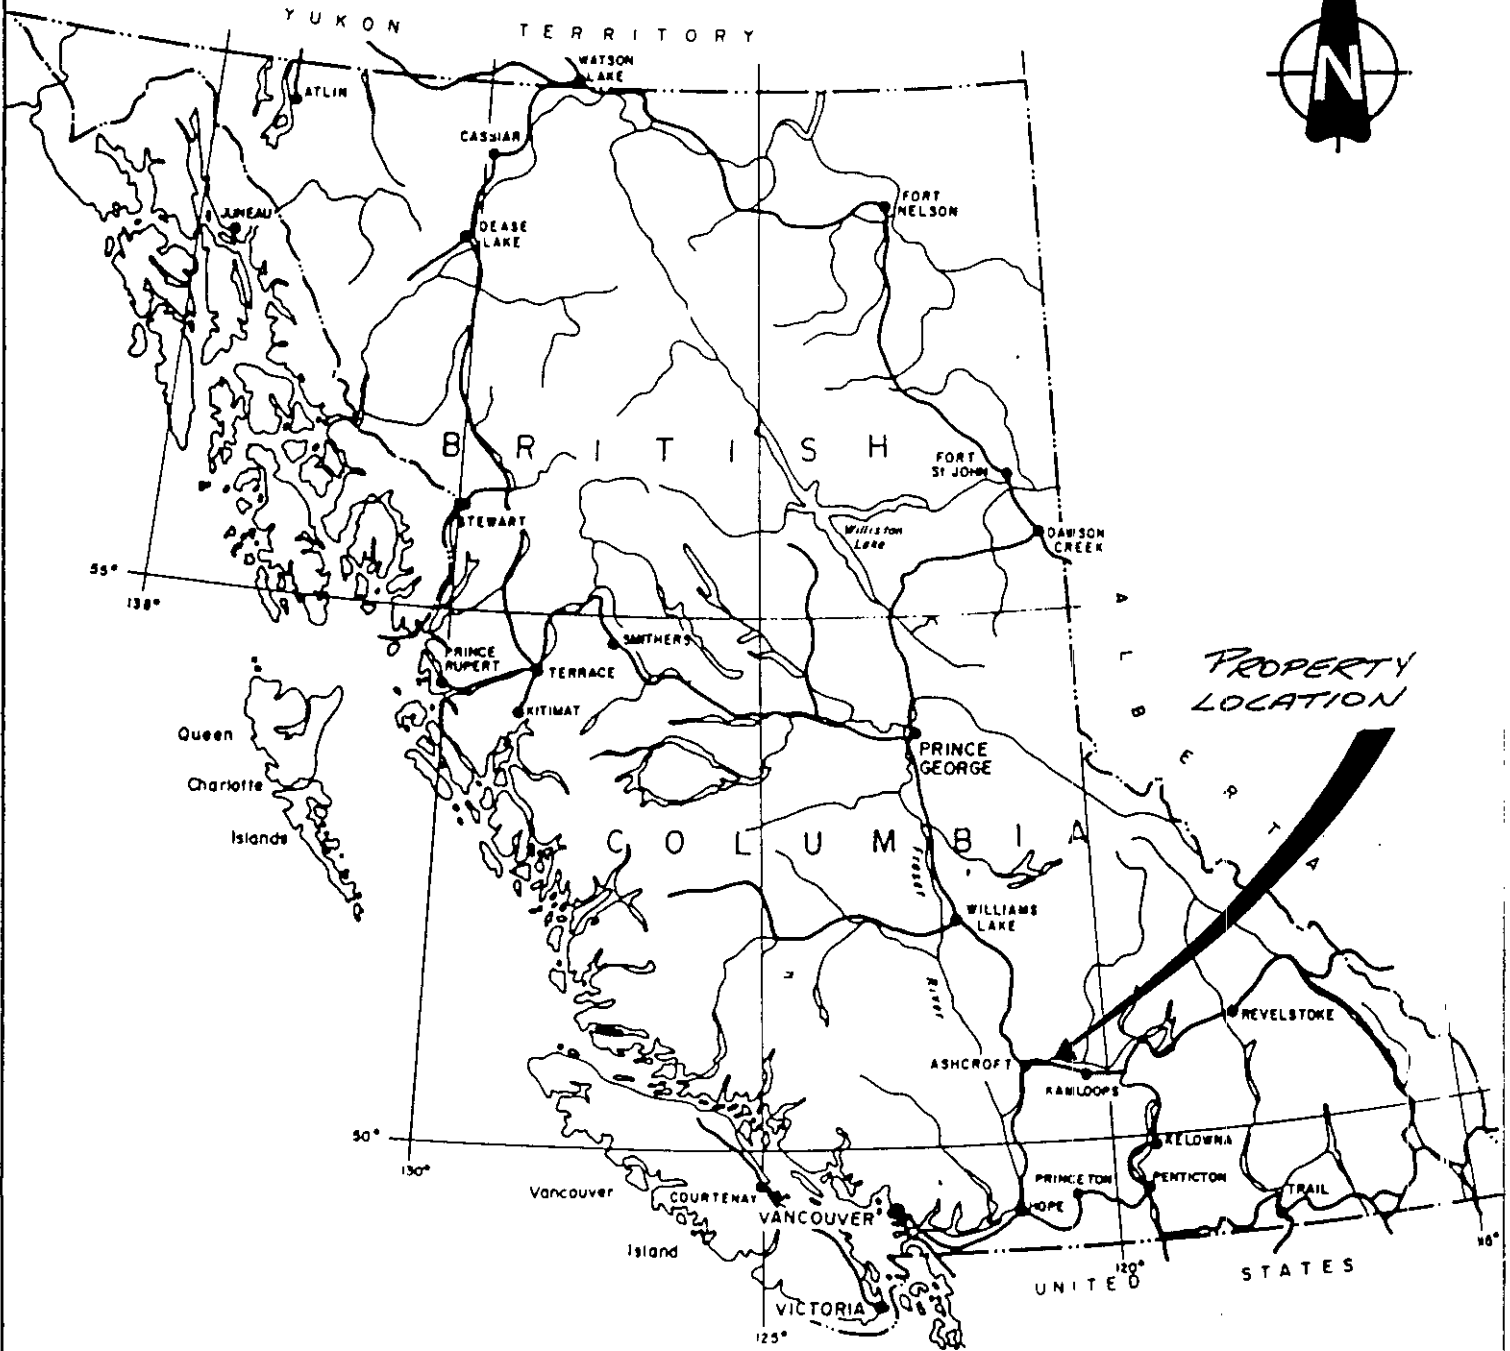 YUKON TERRITORY
N
WATSON
LAKE
ATLIN
CASSIAR
FORT
NELSON
JUNEAU
DEASE
LAKE
BRITISH
FORT
St JOHN
STEWART
Williston
Lake
DAWSON
CREEK
55°
138°
ALBERTA
SMITHERS
PRINCE
RUPERT
TERRACE
PROPERTY
LOCATION
KITIMAT
Queen
Charlotte
Islands
PRINCE
GEORGE
COLUMBIA
Fraser
River
WILLIAMS
LAKE
REVELSTOKE
ASHCROFT
KAMLOOPS
50°
130°
KELOWNA
Vancouver
Island
COURTENAY
PRINCETON
PENTICTON
TRAIL
VANCOUVER
HOPE
120°
UNITED STATES
VICTORIA
125°